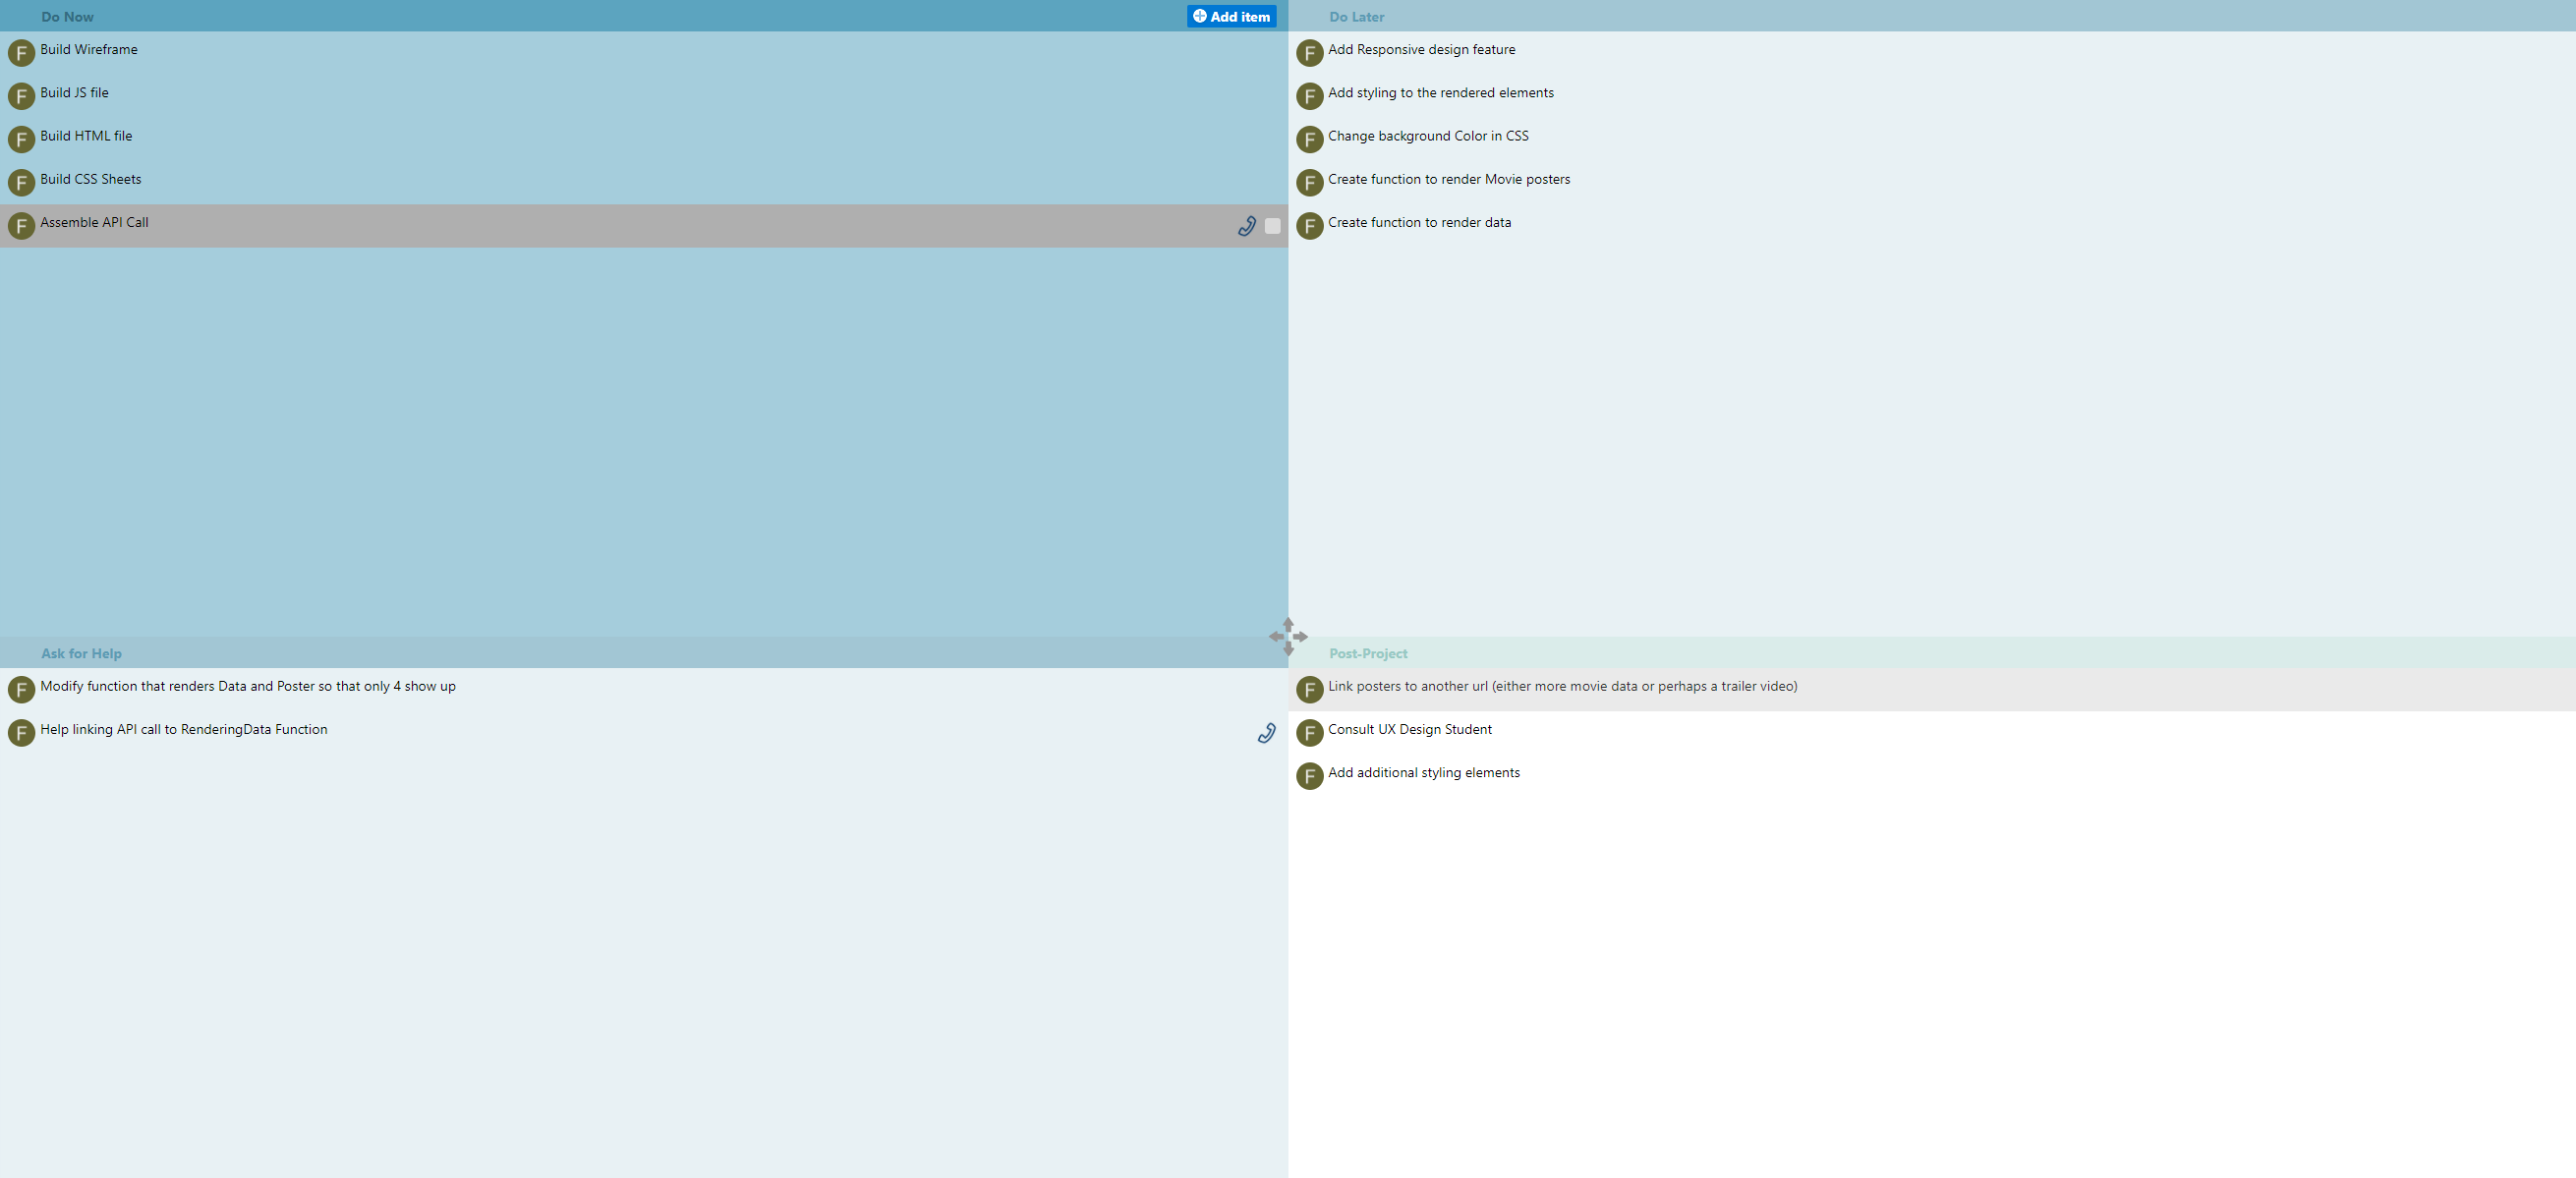 Do Now
Add item
F Build Wireframe
F Build JS file
F Build HTML file
F Build CSS Sheets
F Assemble API Call
Do Later
F Add Responsive design feature
F Add styling to the rendered elements
F Change background Color in CSS
F Create function to render Movie posters
F Create function to render data
Ask for Help
F Modify function that renders Data and Poster so that only 4 show up
F Help linking API call to RenderingData Function
Post-Project
F Link posters to another url (either more movie data or perhaps a trailer video)
F Consult UX Design Student
F Add additional styling elements